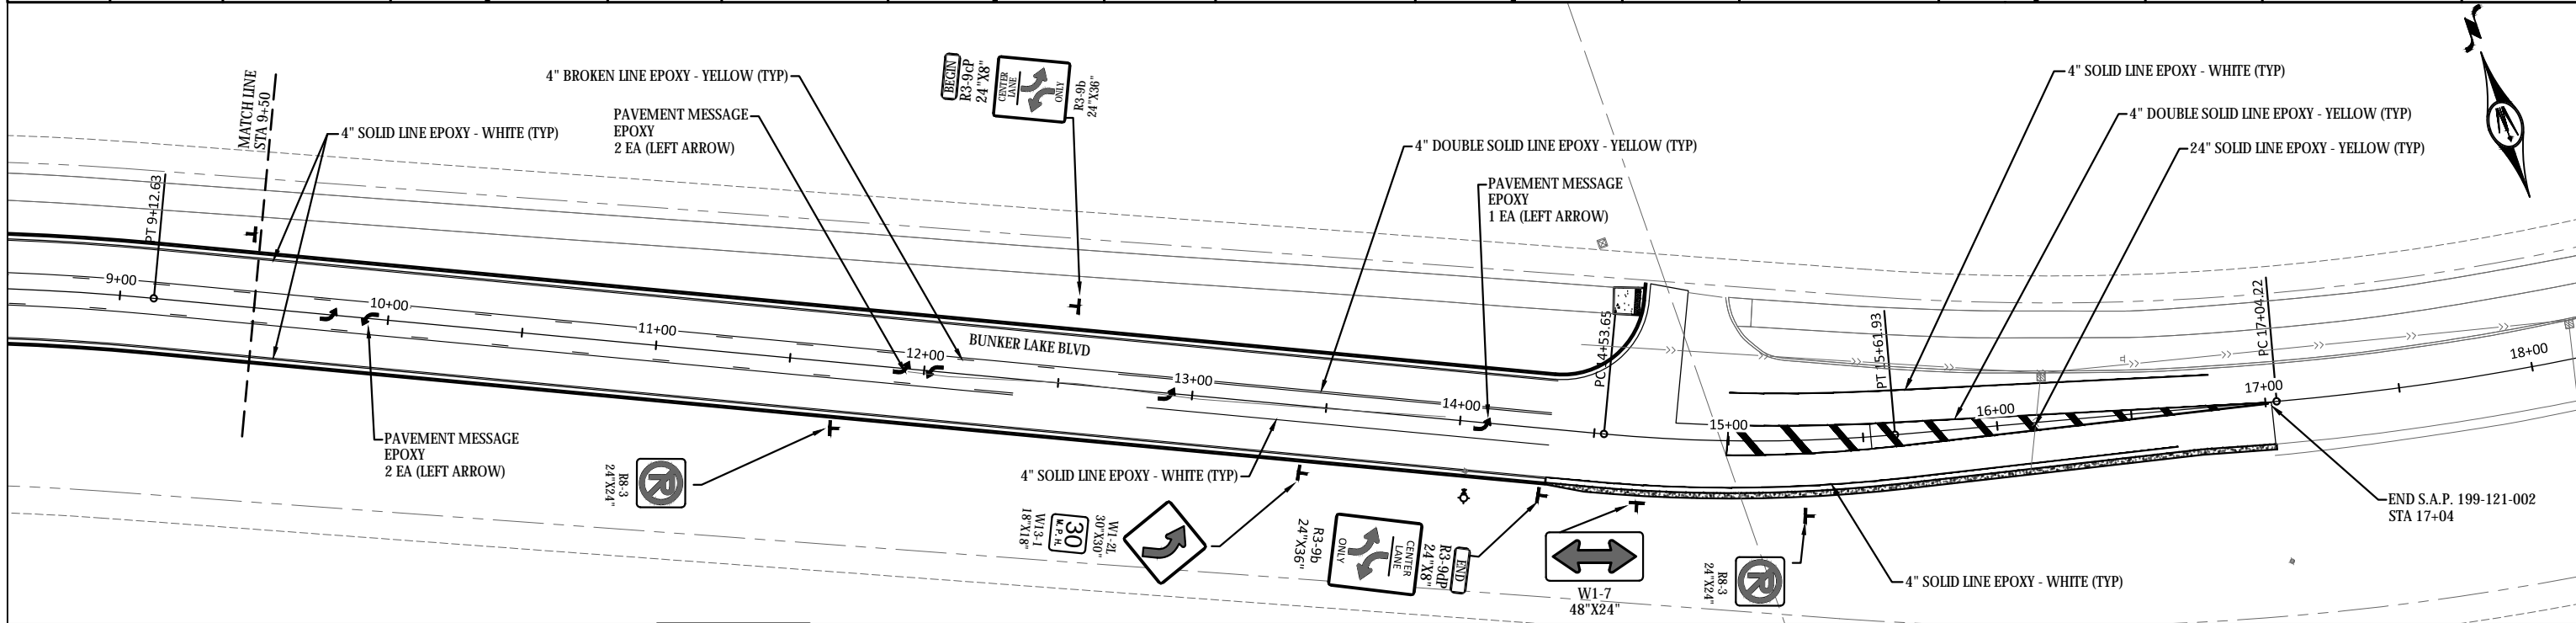 MATCH LINE
STA 9+50
PT 9+12.63
4" SOLID LINE EPOXY - WHITE (TYP)
4" BROKEN LINE EPOXY - YELLOW (TYP)
PAVEMENT MESSAGE
EPOXY
2 EA (LEFT ARROW)
BEGIN
R3-9cP
24"X8"
CENTER
LANE
ONLY
R3-9b
24"X36"
4" DOUBLE SOLID LINE EPOXY - YELLOW (TYP)
PAVEMENT MESSAGE
EPOXY
1 EA (LEFT ARROW)
4" SOLID LINE EPOXY - WHITE (TYP)
4" DOUBLE SOLID LINE EPOXY - YELLOW (TYP)
24" SOLID LINE EPOXY - YELLOW (TYP)
N
9+00
10+00
11+00
12+00
BUNKER LAKE BLVD
13+00
14+00
PC 14+53.65
15+00
PT 15+61.93
16+00
PC 17+04.22
17+00
18+00
PAVEMENT MESSAGE
EPOXY
2 EA (LEFT ARROW)
R8-3
24"X24"
4" SOLID LINE EPOXY - WHITE (TYP)
W1-2L
30"X30"
30
M.P.H.
W13-1
18"X18"
R3-9b
24"X36"
CENTER
LANE
ONLY
END
R3-9dP
24"X8"
W1-7
48"X24"
R8-3
24"X24"
4" SOLID LINE EPOXY - WHITE (TYP)
END S.A.P. 199-121-002
STA 17+04